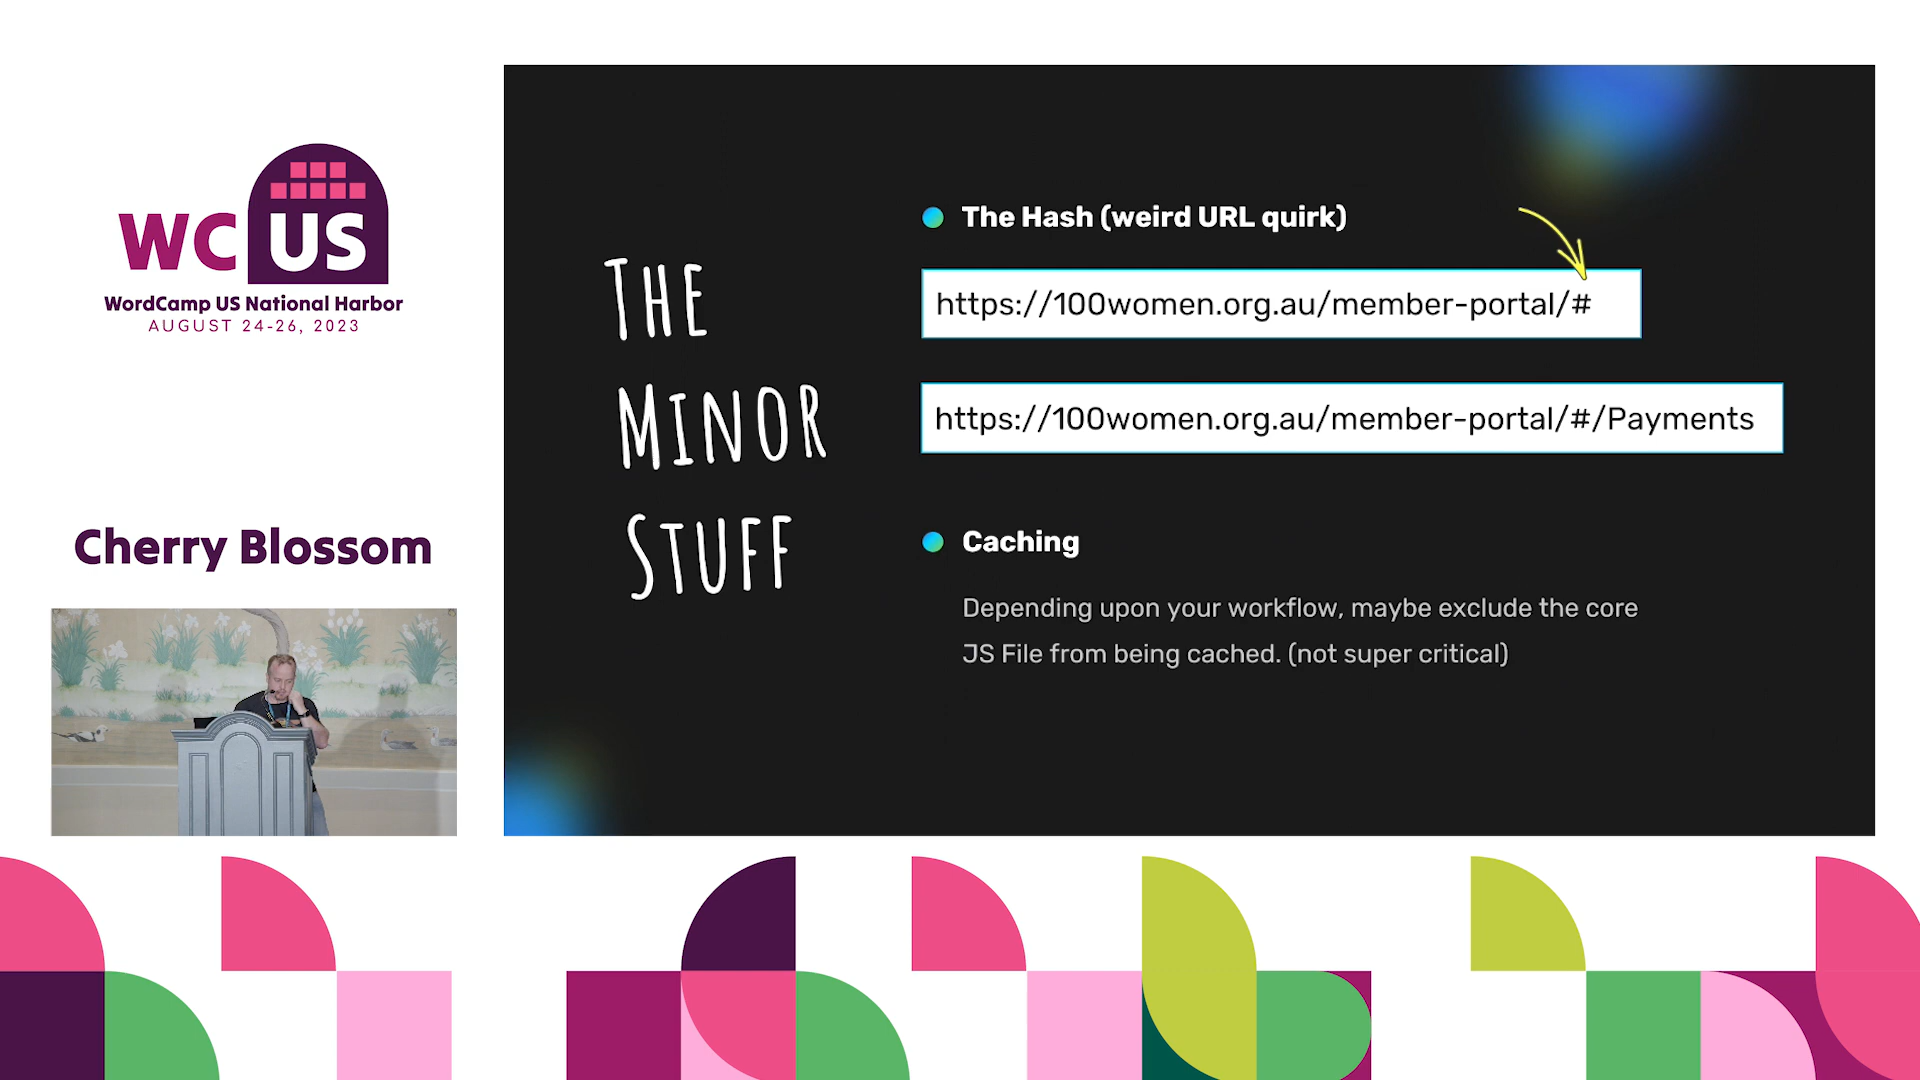 WC US
WordCamp US National Harbor
AUGUST 24-26, 2023
Cherry Blossom
THE
MINOR
STUFF
The Hash (weird URL quirk)
https://100women.org.au/member-portal/#
https://100women.org.au/member-portal/#/Payments
Caching
Depending upon your workflow, maybe exclude the core
JS File from being cached. (not super critical)